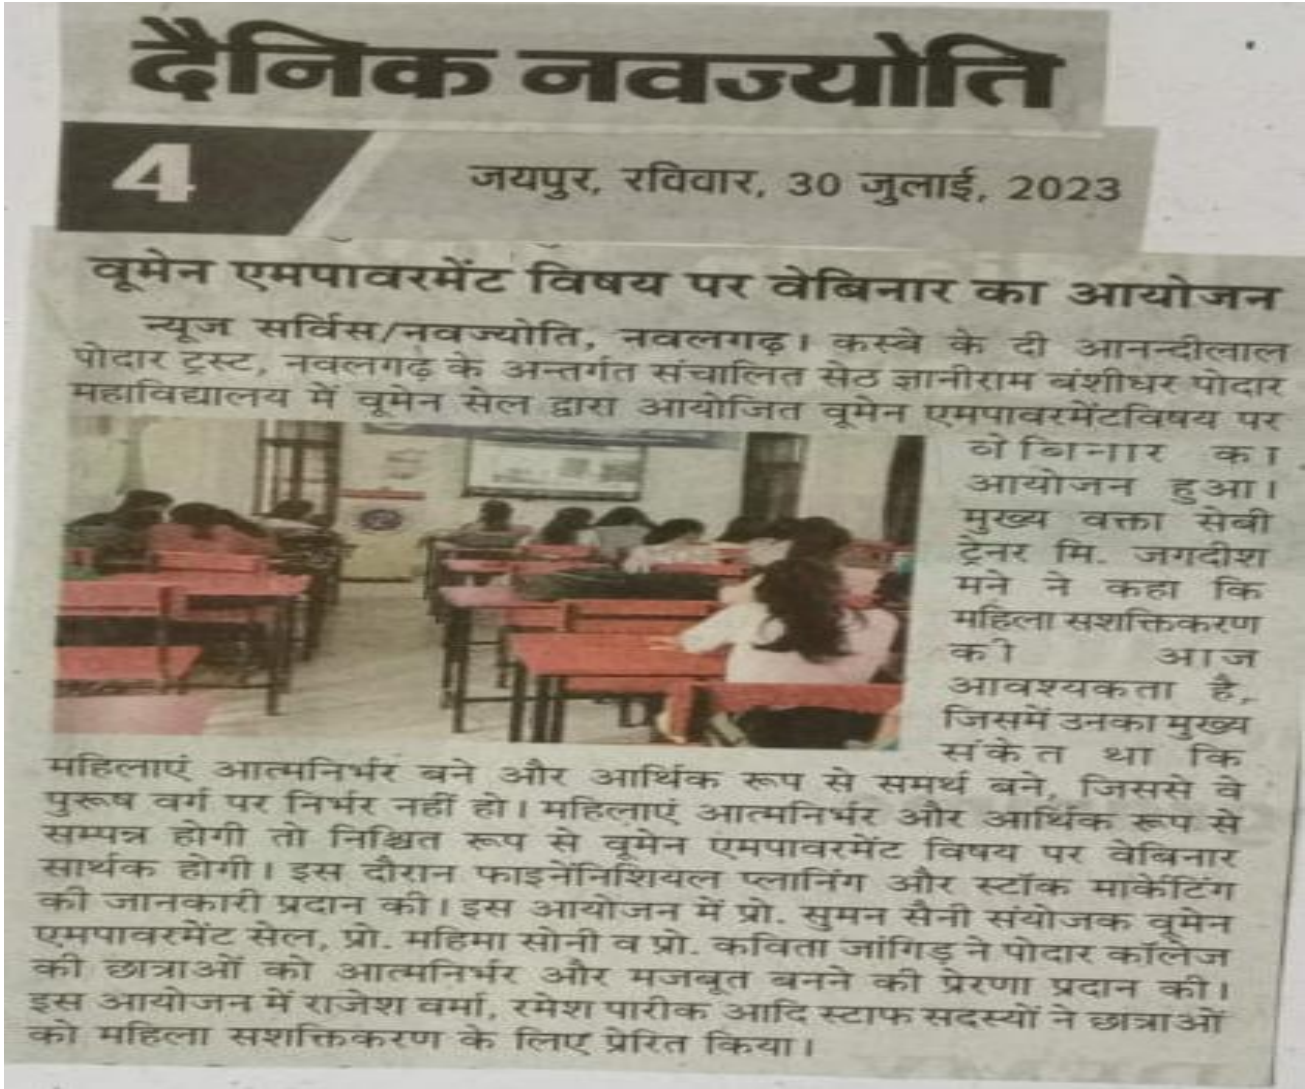 दैनिक नवज्योति
4
जयपुर, रविवार, 30 जुलाई, 2023
वूमेन एमपावरमेंट विषय पर वेबिनार का आयोजन
न्यूज सर्विस/नवज्योति, नवलगढ़। कस्बे के दी आनन्दीलाल
पोदार ट्रस्ट, नवलगढ़ के अन्तर्गत संचालित सेठ ज्ञानीराम बंशीधर पोदार
महाविद्यालय में वूमेन सेल द्वारा आयोजित वूमेन एमपावरमेंटविषय पर
वेबिनार का
आयोजन हुआ।
मुख्य वक्ता सेबी
ट्रैनर मि. जगदीश
मने ने कहा कि
महिला सशक्तिकरण
की आज
आवश्यकता है,
जिसमें उनका मुख्य
संकेत था कि
महिलाएं आत्मनिर्भर बने और आर्थिक रूप से समर्थ बने, जिससे वे
पुरूष वर्ग पर निर्भर नहीं हो। महिलाएं आत्मनिर्भर और आर्थिक रूप से
सम्पन्न होगी तो निश्चित रूप से वूमेन एमपावरमेंट विषय पर वेबिनार
सार्थक होगी। इस दौरान फाइनेंनिशियल प्लानिंग और स्टॉक मार्केटिंग
की जानकारी प्रदान की। इस आयोजन में प्रो. सुमन सैनी संयोजक वूमेन
एमपावरमेंट सेल, प्रो. महिमा सोनी व प्रो. कविता जांगिड़ ने पोदार कॉलेज
की छात्राओं को आत्मनिर्भर और मजबूत बनने की प्रेरणा प्रदान की।
इस आयोजन में राजेश वर्मा, रमेश पारीक आदि स्टाफ सदस्यों ने छात्राओं
को महिला सशक्तिकरण के लिए प्रेरित किया।